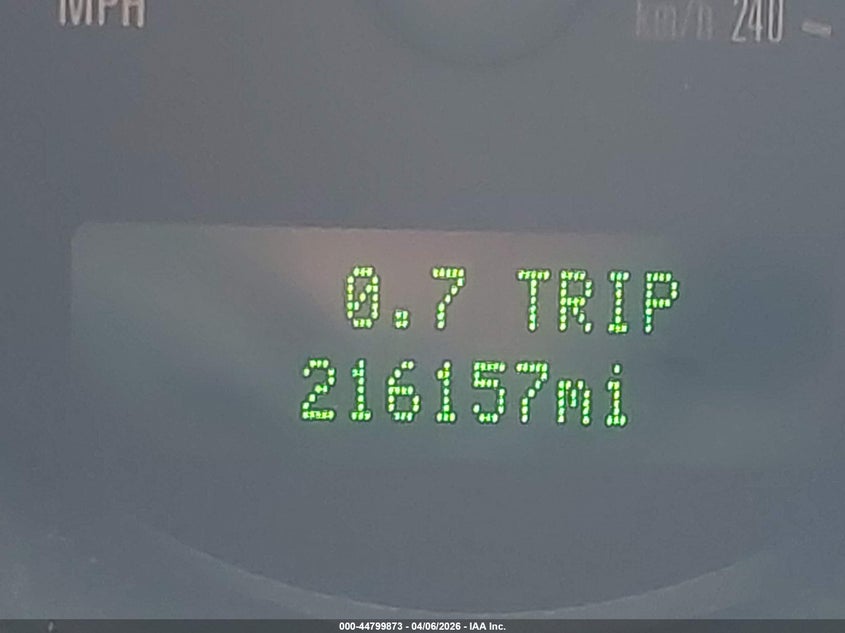 MPH
km/h 240
0.7 TRIP
216157mi
000-44799873 - 04/06/2026 - IAA Inc.